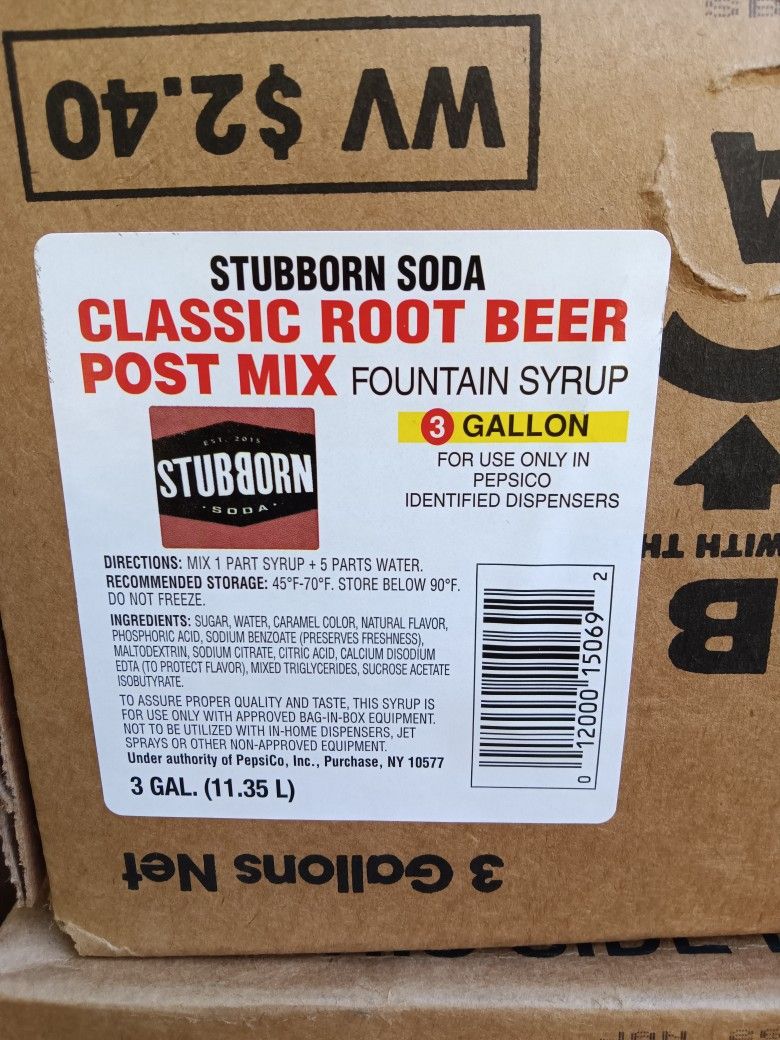 WV $2.40
STUBBORN SODA
CLASSIC ROOT BEER
POST MIX FOUNTAIN SYRUP
3 GALLON
FOR USE ONLY IN
PEPSICO
IDENTIFIED DISPENSERS
EST. 2015
STUBBORN
SODA
DIRECTIONS: MIX 1 PART SYRUP + 5 PARTS WATER.
RECOMMENDED STORAGE: 45°F-70°F. STORE BELOW 90°F.
DO NOT FREEZE.
INGREDIENTS: SUGAR, WATER, CARAMEL COLOR, NATURAL FLAVOR,
PHOSPHORIC ACID, SODIUM BENZOATE (PRESERVES FRESHNESS),
MALTODEXTRIN, SODIUM CITRATE, CITRIC ACID, CALCIUM DISODIUM
EDTA (TO PROTECT FLAVOR), MIXED TRIGLYCERIDES, SUCROSE ACETATE
ISOBUTYRATE.
TO ASSURE PROPER QUALITY AND TASTE, THIS SYRUP IS
FOR USE ONLY WITH APPROVED BAG-IN-BOX EQUIPMENT.
NOT TO BE UTILIZED WITH IN-HOME DISPENSERS, JET
SPRAYS OR OTHER NON-APPROVED EQUIPMENT.
Under authority of PepsiCo, Inc., Purchase, NY 10577
3 GAL. (11.35 L)
0 12000 15069 2
3 Gallons Net
WITH TH
B